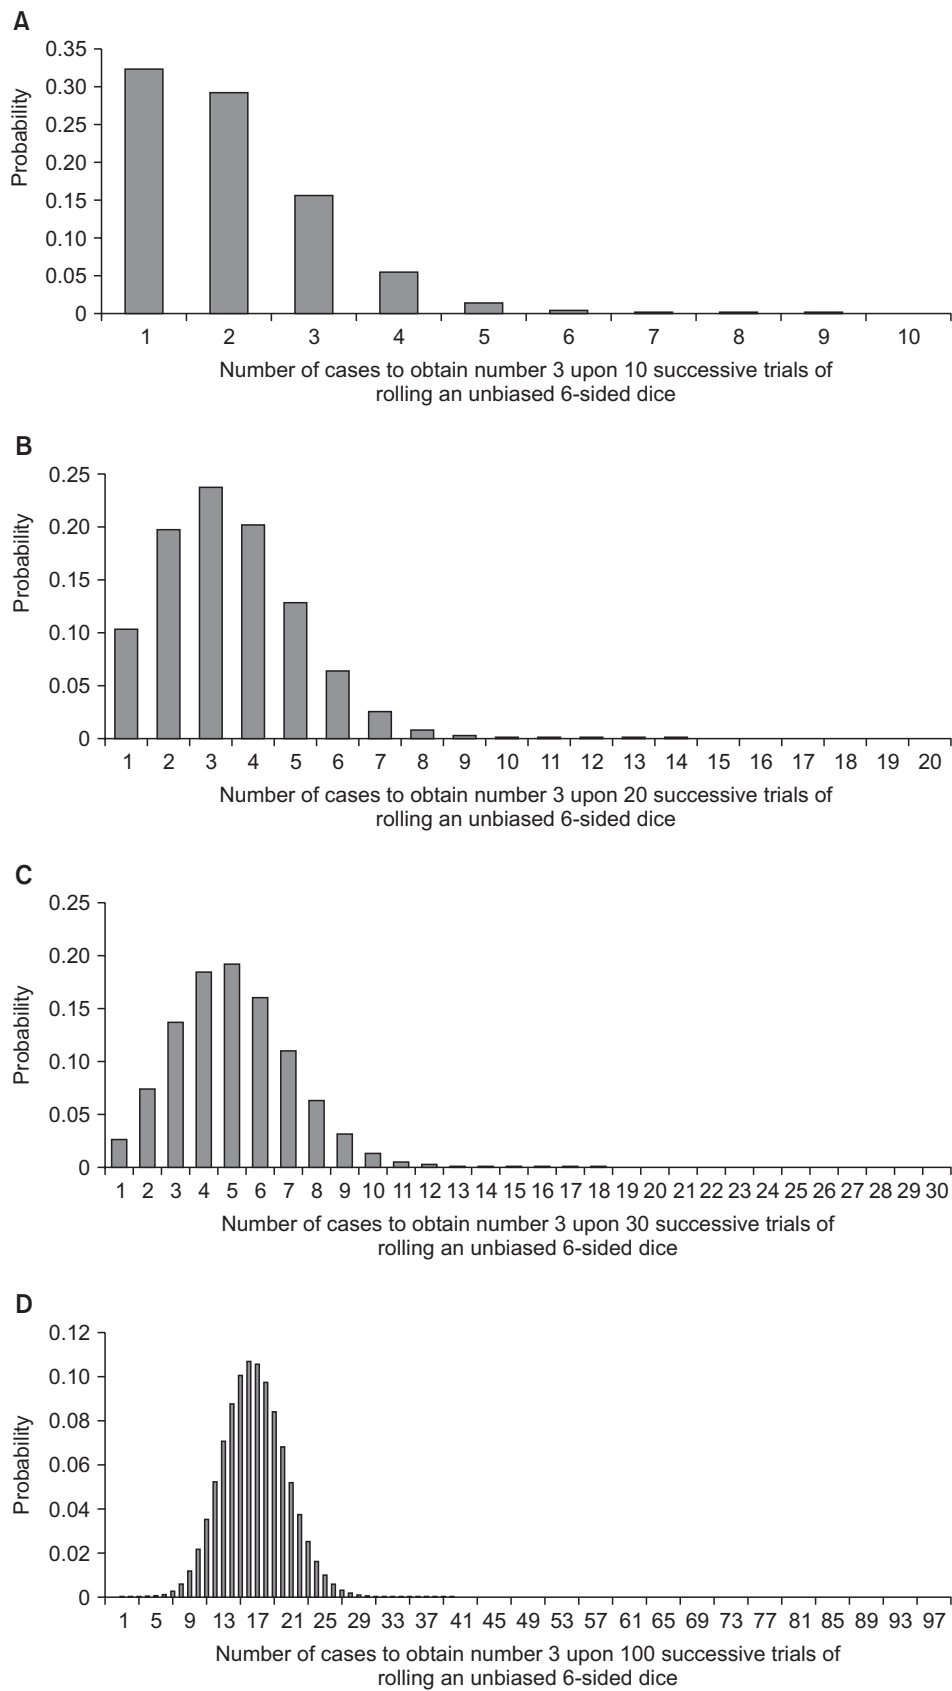 A
Probability
0.35
0.30
0.25
0.20
0.15
0.10
0.05
0
1 2 3 4 5 6 7 8 9 10
Number of cases to obtain number 3 upon 10 successive trials of
rolling an unbiased 6-sided dice
B
Probability
0.25
0.20
0.15
0.10
0.05
0
1 2 3 4 5 6 7 8 9 10 11 12 13 14 15 16 17 18 19 20
Number of cases to obtain number 3 upon 20 successive trials of
rolling an unbiased 6-sided dice
C
Probability
0.25
0.20
0.15
0.10
0.05
0
1 2 3 4 5 6 7 8 9 10 11 12 13 14 15 16 17 18 19 20 21 22 23 24 25 26 27 28 29 30
Number of cases to obtain number 3 upon 30 successive trials of
rolling an unbiased 6-sided dice
D
Probability
0.12
0.10
0.08
0.06
0.04
0.02
0
1 5 9 13 17 21 25 29 33 37 41 45 49 53 57 61 65 69 73 77 81 85 89 93 97
Number of cases to obtain number 3 upon 100 successive trials of
rolling an unbiased 6-sided dice